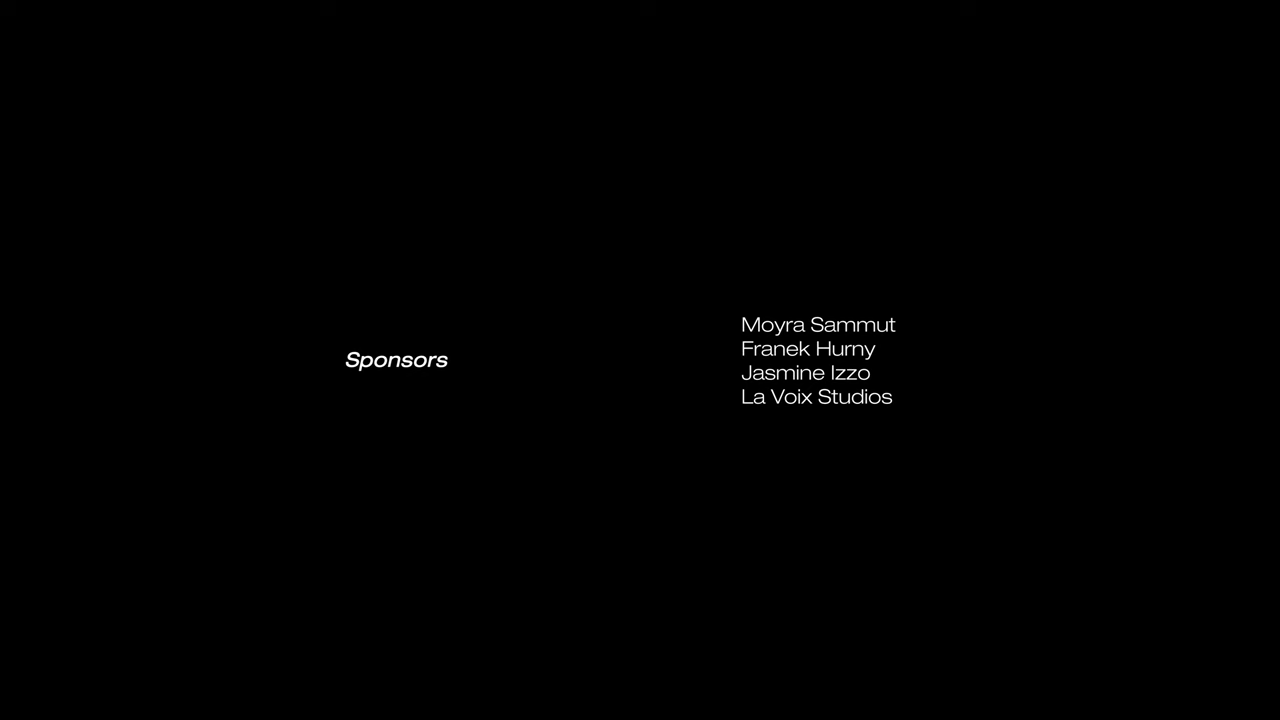 Sponsors
Moyra Sammut
Franek Hurny
Jasmine Izzo
La Voix Studios